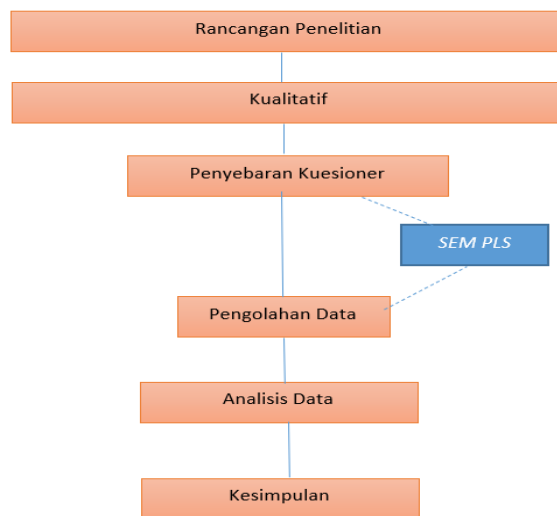 Rancangan Penelitian
Kualitatif
Penyebaran Kuesioner
SEM PLS
Pengolahan Data
Analisis Data
Kesimpulan